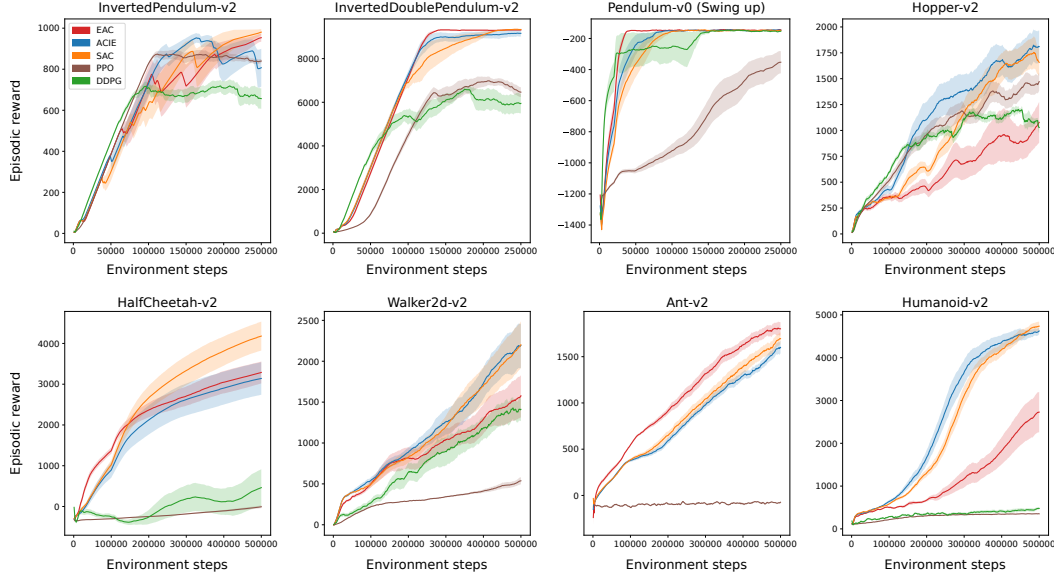 InvertedPendulum-v2
InvertedDoublePendulum-v2
Pendulum-v0 (Swing up)
Hopper-v2
EAC
ACIE
SAC
PPO
DDPG
Episodic reward
1000
800
600
400
200
0
0 50000 100000 150000 200000 250000
Environment steps
8000
6000
4000
2000
0
0 50000 100000 150000 200000 250000
Environment steps
−200
−400
−600
−800
−1000
−1200
−1400
0 50000 100000 150000 200000 250000
Environment steps
2000
1750
1500
1250
1000
750
500
250
0
0 100000 200000 300000 400000 500000
Environment steps
HalfCheetah-v2
Walker2d-v2
Ant-v2
Humanoid-v2
Episodic reward
4000
3000
2000
1000
0
0 100000 200000 300000 400000 500000
Environment steps
2500
2000
1500
1000
500
0
0 100000 200000 300000 400000 500000
Environment steps
1500
1000
500
0
0 100000 200000 300000 400000 500000
Environment steps
5000
4000
3000
2000
1000
0
0 100000 200000 300000 400000 500000
Environment steps